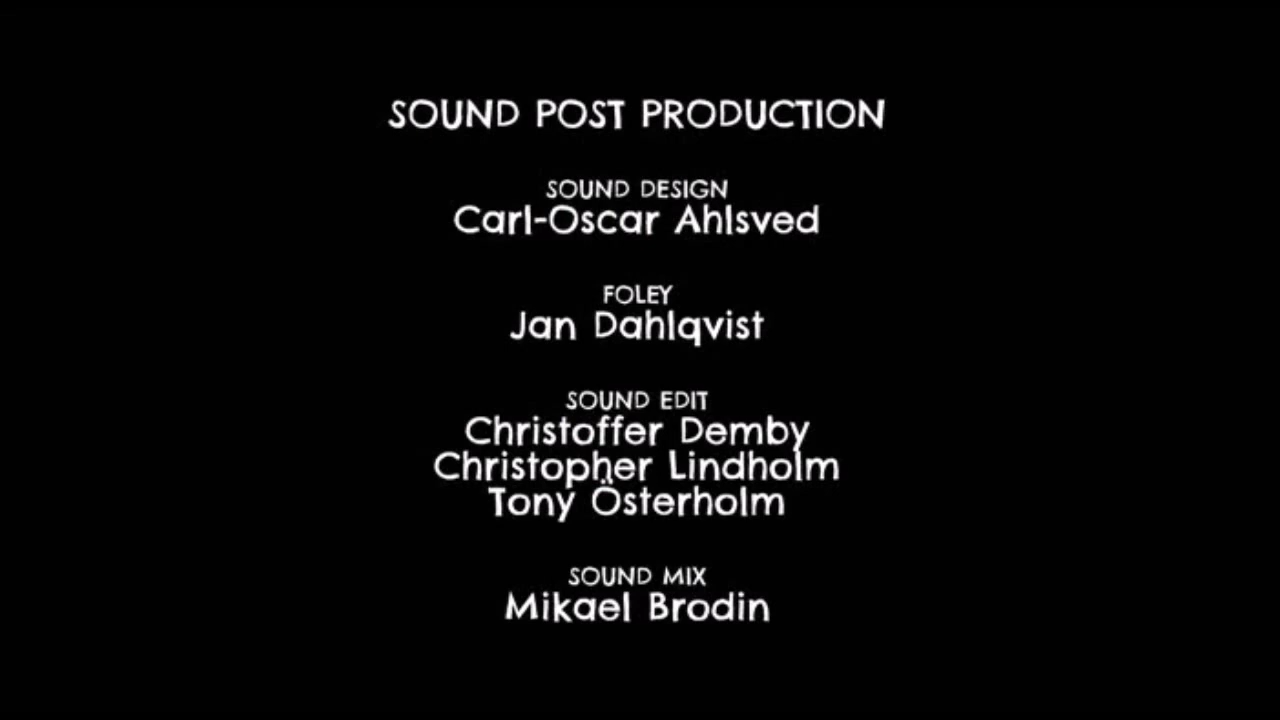 SOUND POST PRODUCTION
SOUND DESIGN
Carl-Oscar Ahlsved
FOLEY
Jan Dahlqvist
SOUND EDIT
Christoffer Demby
Christopher Lindholm
Tony Österholm
SOUND MIX
Mikael Brodin